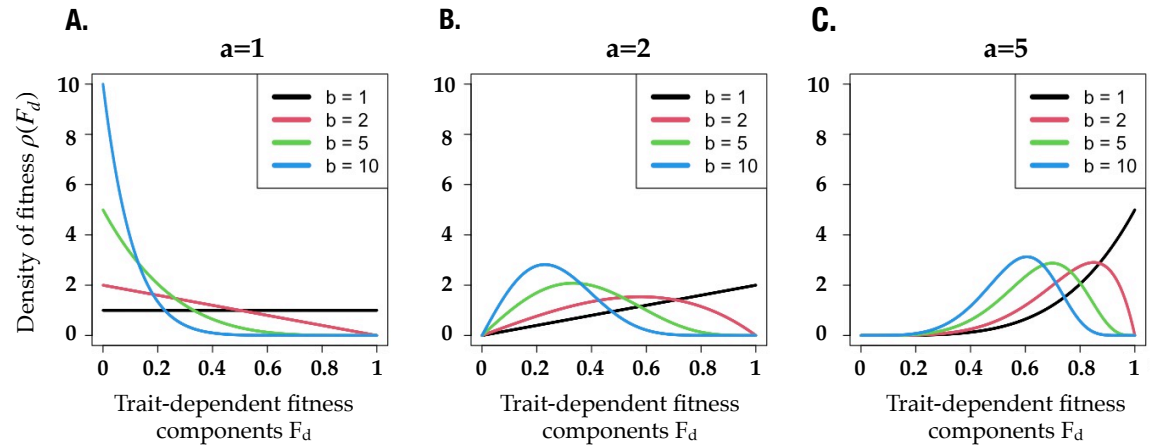 A.
a=1
Density of fitness ρ(F_d)
10
8
6
4
2
0
b = 1
b = 2
b = 5
b = 10
0 0.2 0.4 0.6 0.8 1
Trait-dependent fitness
components F_d
B.
a=2
10
8
6
4
2
0
b = 1
b = 2
b = 5
b = 10
0 0.2 0.4 0.6 0.8 1
Trait-dependent fitness
components F_d
C.
a=5
10
8
6
4
2
0
b = 1
b = 2
b = 5
b = 10
0 0.2 0.4 0.6 0.8 1
Trait-dependent fitness
components F_d